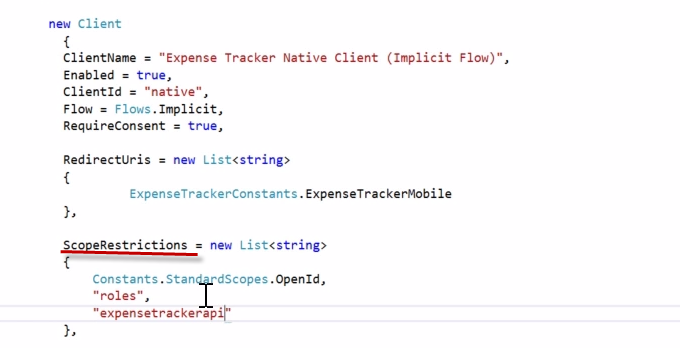 new Client
{
ClientName = "Expense Tracker Native Client (Implicit Flow)",
Enabled = true,
ClientId = "native",
Flow = Flows.Implicit,
RequireConsent = true,
RedirectUris = new List<string>
{
ExpenseTrackerConstants.ExpenseTrackerMobile
},
ScopeRestrictions = new List<string>
{
Constants.StandardScopes.OpenId,
"roles",
"expensetrackerapi"
},